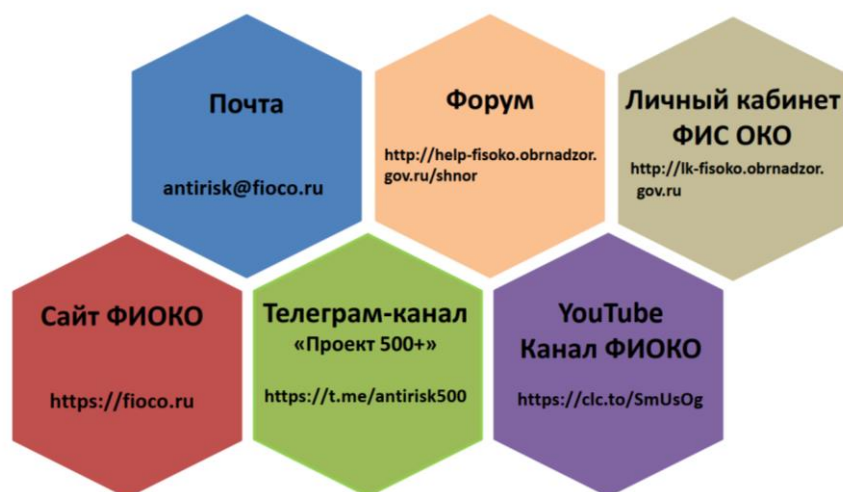 Почта
antirisk@fioco.ru
Форум
http://help-fisoko.obrnadzor.
gov.ru/shnor
Личный кабинет
ФИС ОКО
http://lk-fisoko.obrnadzor.
gov.ru
Сайт ФИОКО
https://fioco.ru
Телеграм-канал
«Проект 500+»
https://t.me/antirisk500
YouTube
Канал ФИОКО
https://clc.to/SmUsOg